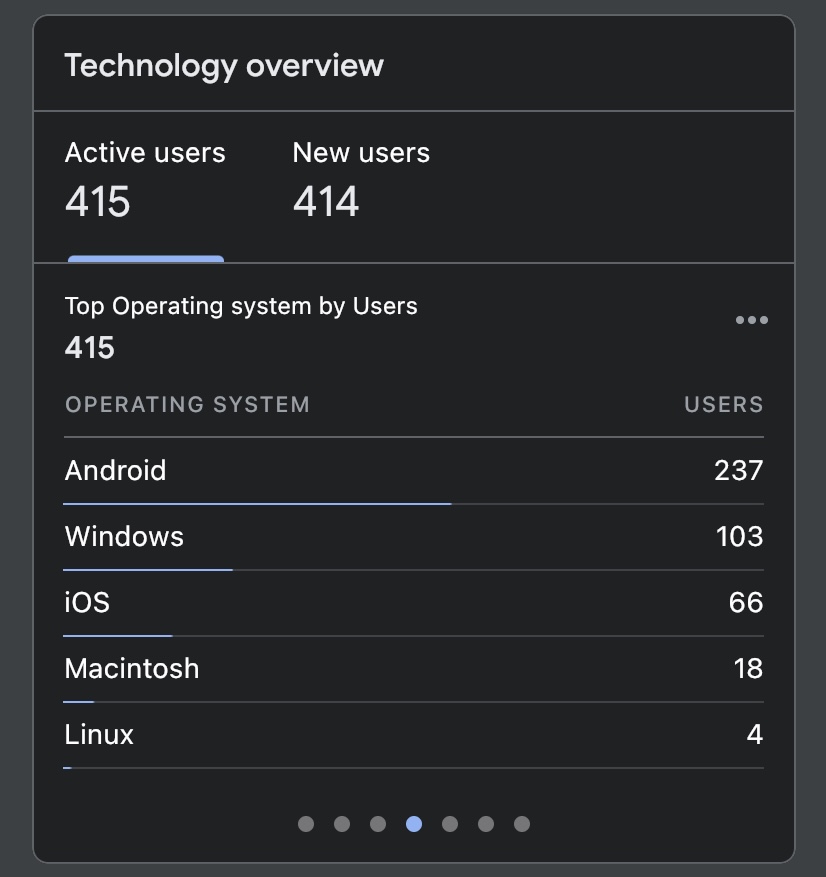 Technology overview
Active users New users
415 414
Top Operating system by Users
415
OPERATING SYSTEM USERS
Android 237
Windows 103
iOS 66
Macintosh 18
Linux 4